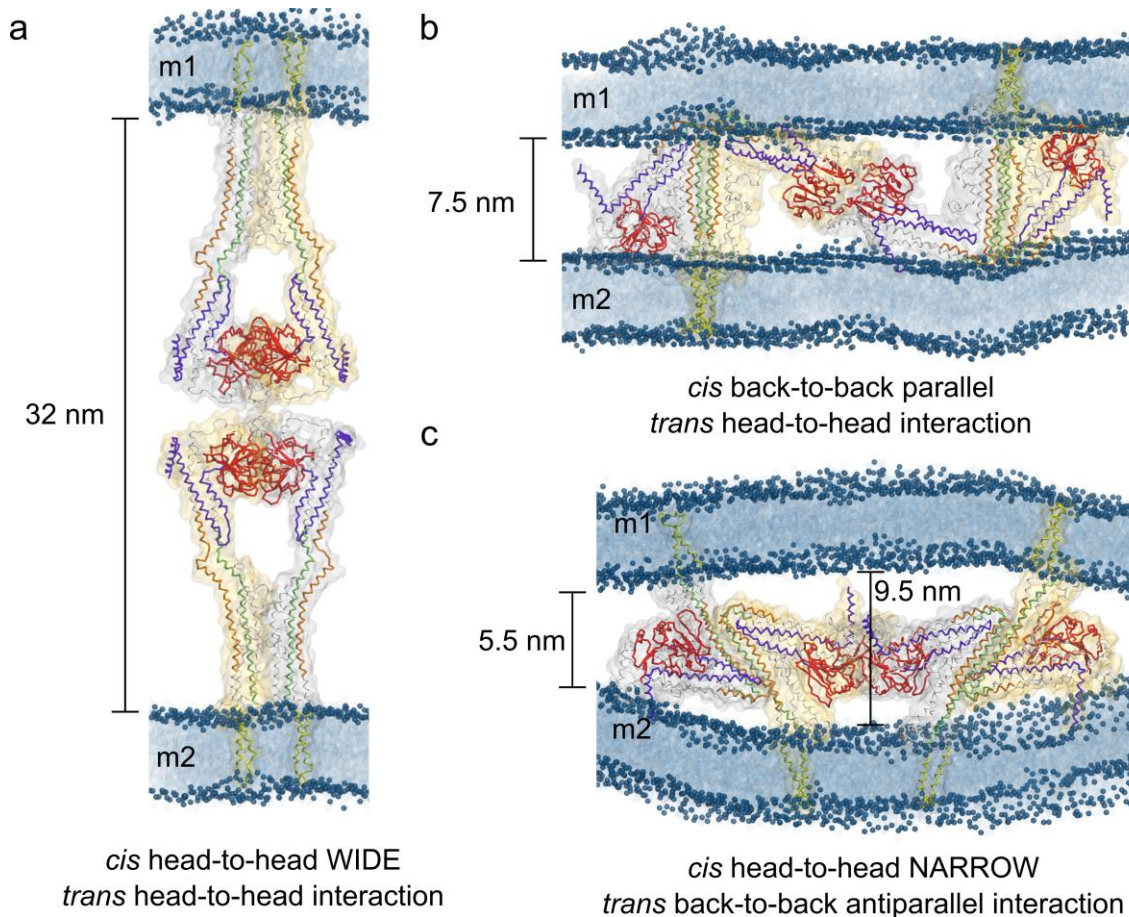 a
m1
32 nm
m2
cis head-to-head WIDE
trans head-to-head interaction
b
m1
7.5 nm
m2
cis back-to-back parallel
trans head-to-head interaction
c
m1
9.5 nm
5.5 nm
m2
cis head-to-head NARROW
trans back-to-back antiparallel interaction